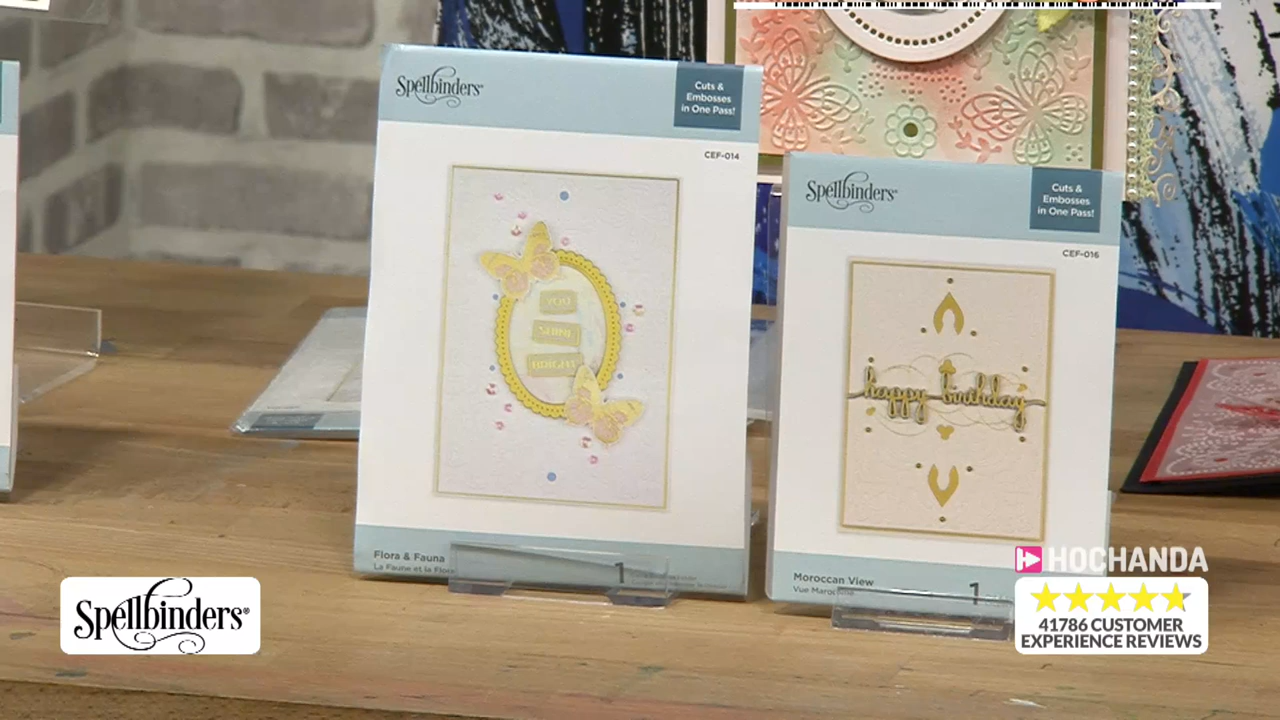 Spellbinders®
Cuts &
Embosses
in One Pass!
CEF-014
YOU
SHINE
BRIGHT
Flora & Fauna
La Faune et la Flore
1
Spellbinders®
Cuts &
Embosses
in One Pass!
CEF-016
happy birthday
Moroccan View
Vue Marocaine
1
Spellbinders®
HOCHANDA
41786 CUSTOMER
EXPERIENCE REVIEWS